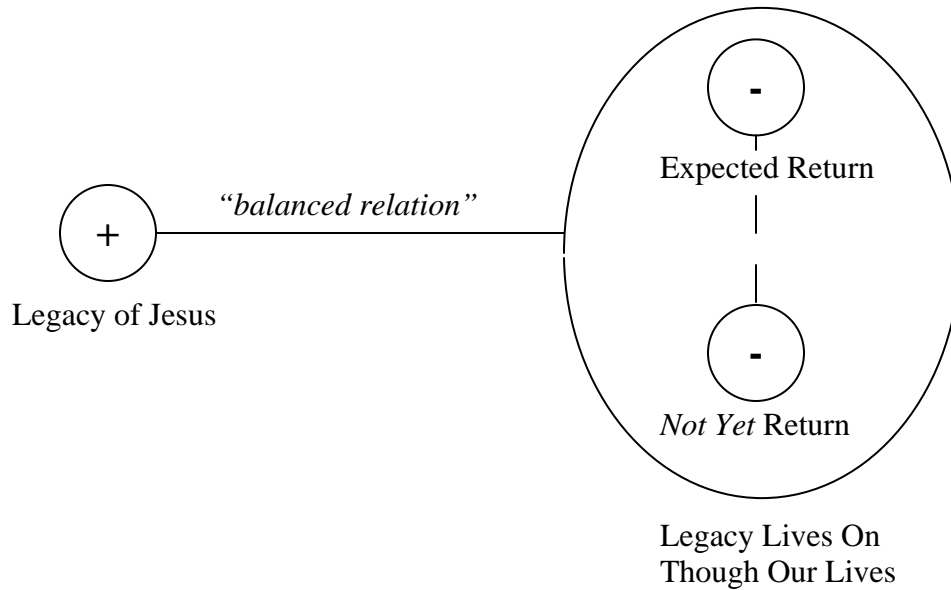 -
Expected Return
“balanced relation”
+
Legacy of Jesus
-
Not Yet Return
Legacy Lives On
Though Our Lives